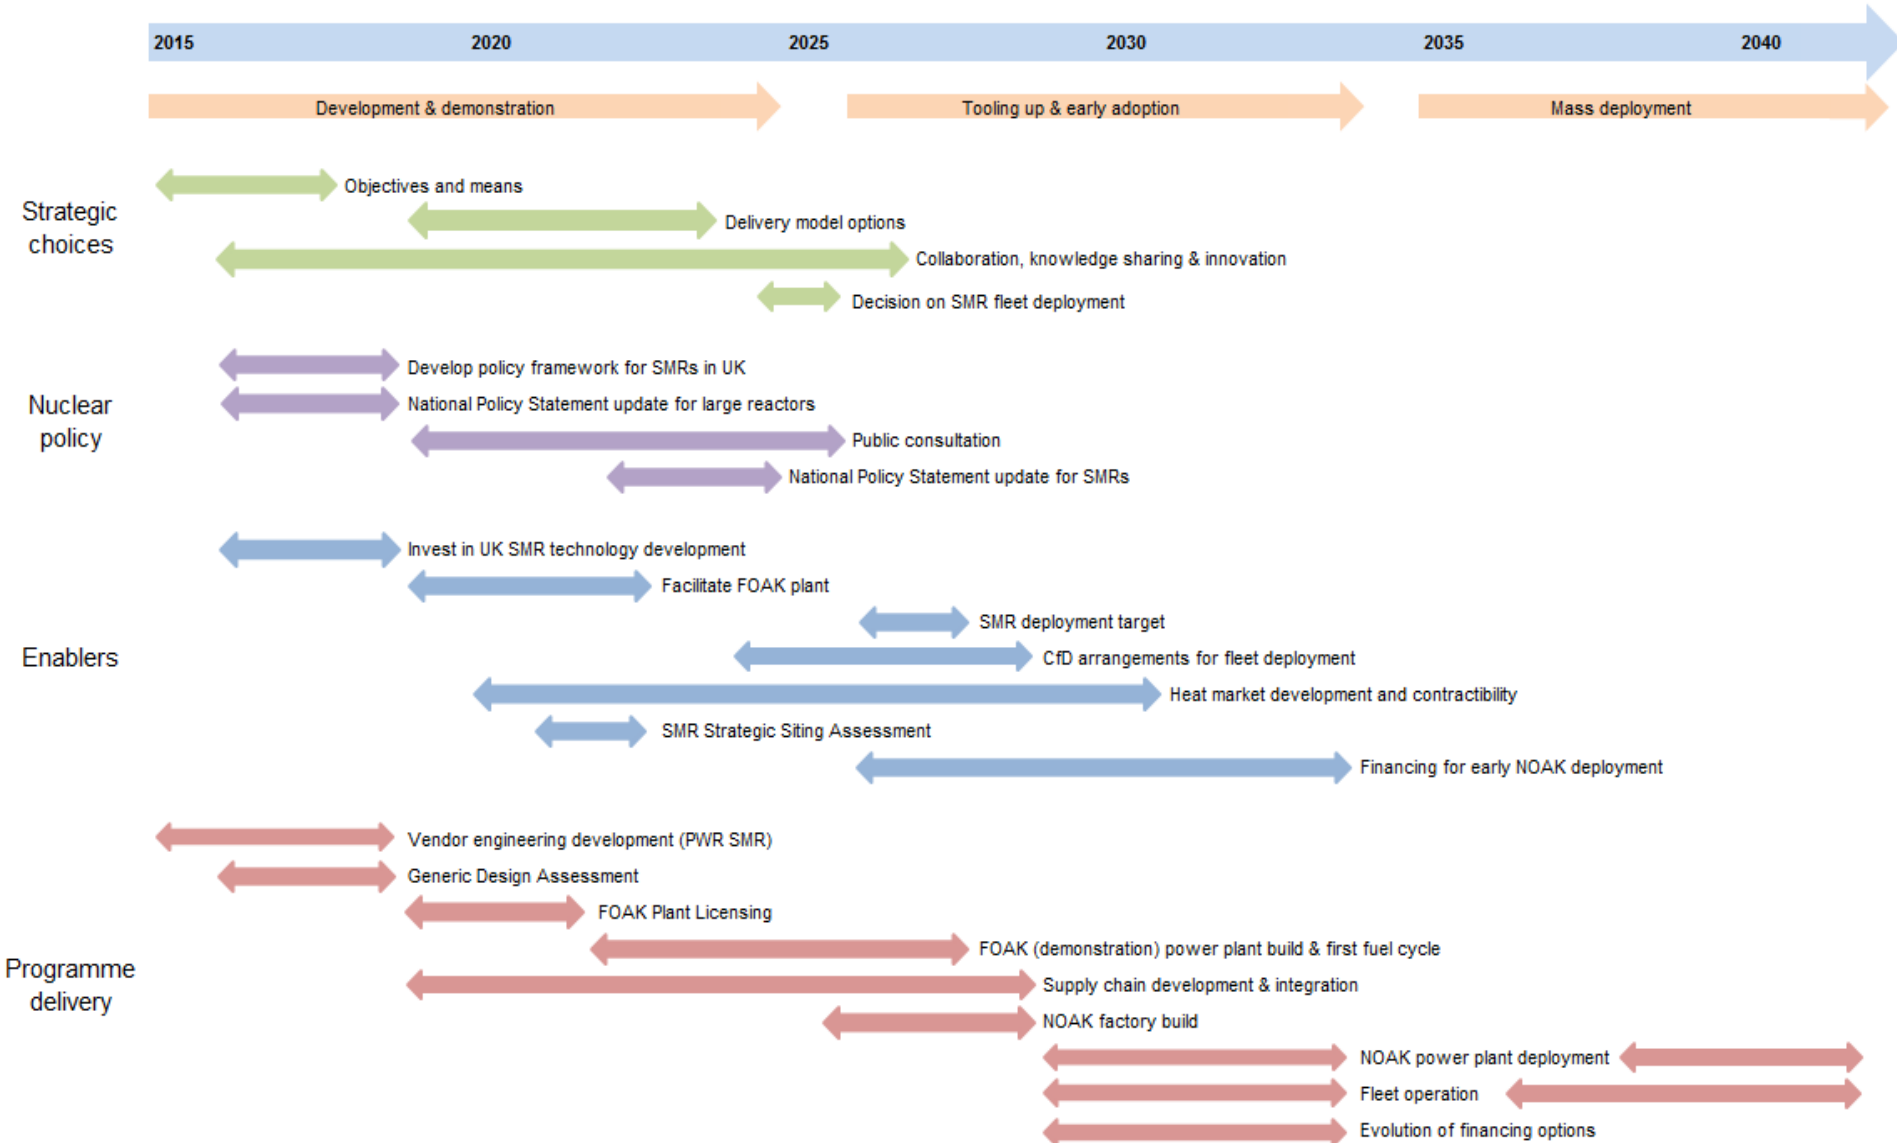 2015 2020 2025 2030 2035 2040
Development & demonstration
Tooling up & early adoption
Mass deployment
Strategic
choices
Objectives and means
Delivery model options
Collaboration, knowledge sharing & innovation
Decision on SMR fleet deployment
Nuclear
policy
Develop policy framework for SMRs in UK
National Policy Statement update for large reactors
Public consultation
National Policy Statement update for SMRs
Enablers
Invest in UK SMR technology development
Facilitate FOAK plant
SMR deployment target
CfD arrangements for fleet deployment
Heat market development and contractibility
SMR Strategic Siting Assessment
Financing for early NOAK deployment
Programme
delivery
Vendor engineering development (PWR SMR)
Generic Design Assessment
FOAK Plant Licensing
FOAK (demonstration) power plant build & first fuel cycle
Supply chain development & integration
NOAK factory build
NOAK power plant deployment
Fleet operation
Evolution of financing options